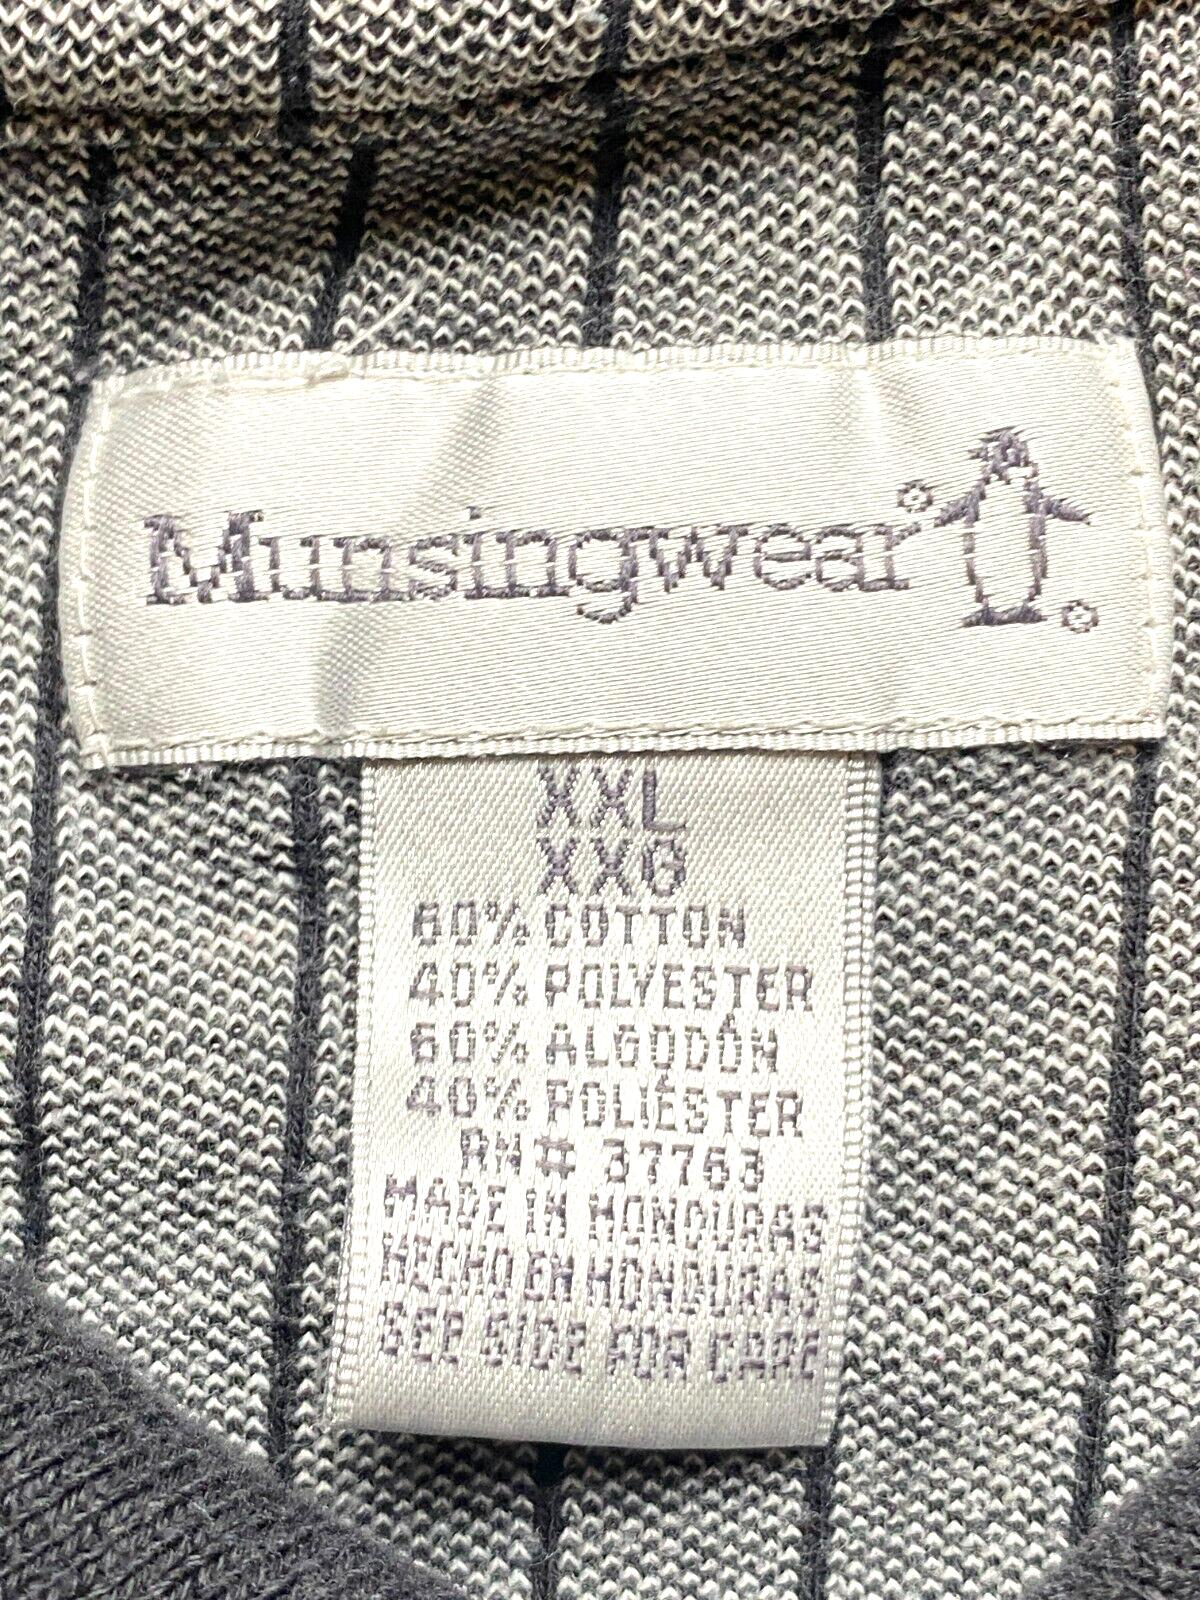 Munsingwear®
®
XXL
XXG
60% COTTON
40% POLYESTER
60% ALGODÓN
40% POLIÉSTER
RN# 37763
MADE IN HONDURAS
HECHO EN HONDURAS
SEE SIDE FOR CARE